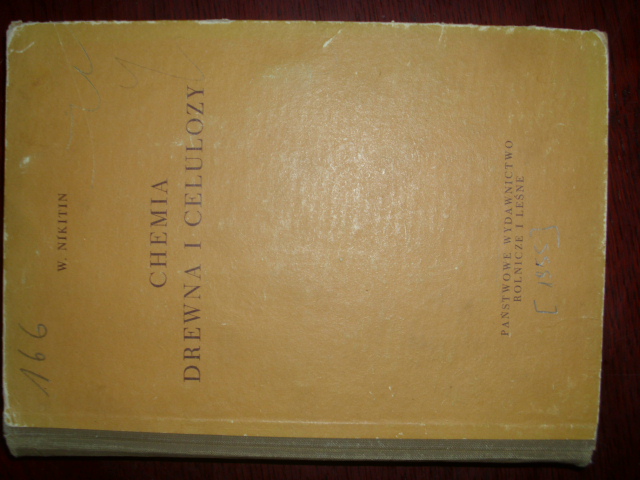 166
W. NIKITIN
CHEMIA
DREWNA I CELULOZY
PAŃSTWOWE WYDAWNICTWO
ROLNICZE I LEŚNE